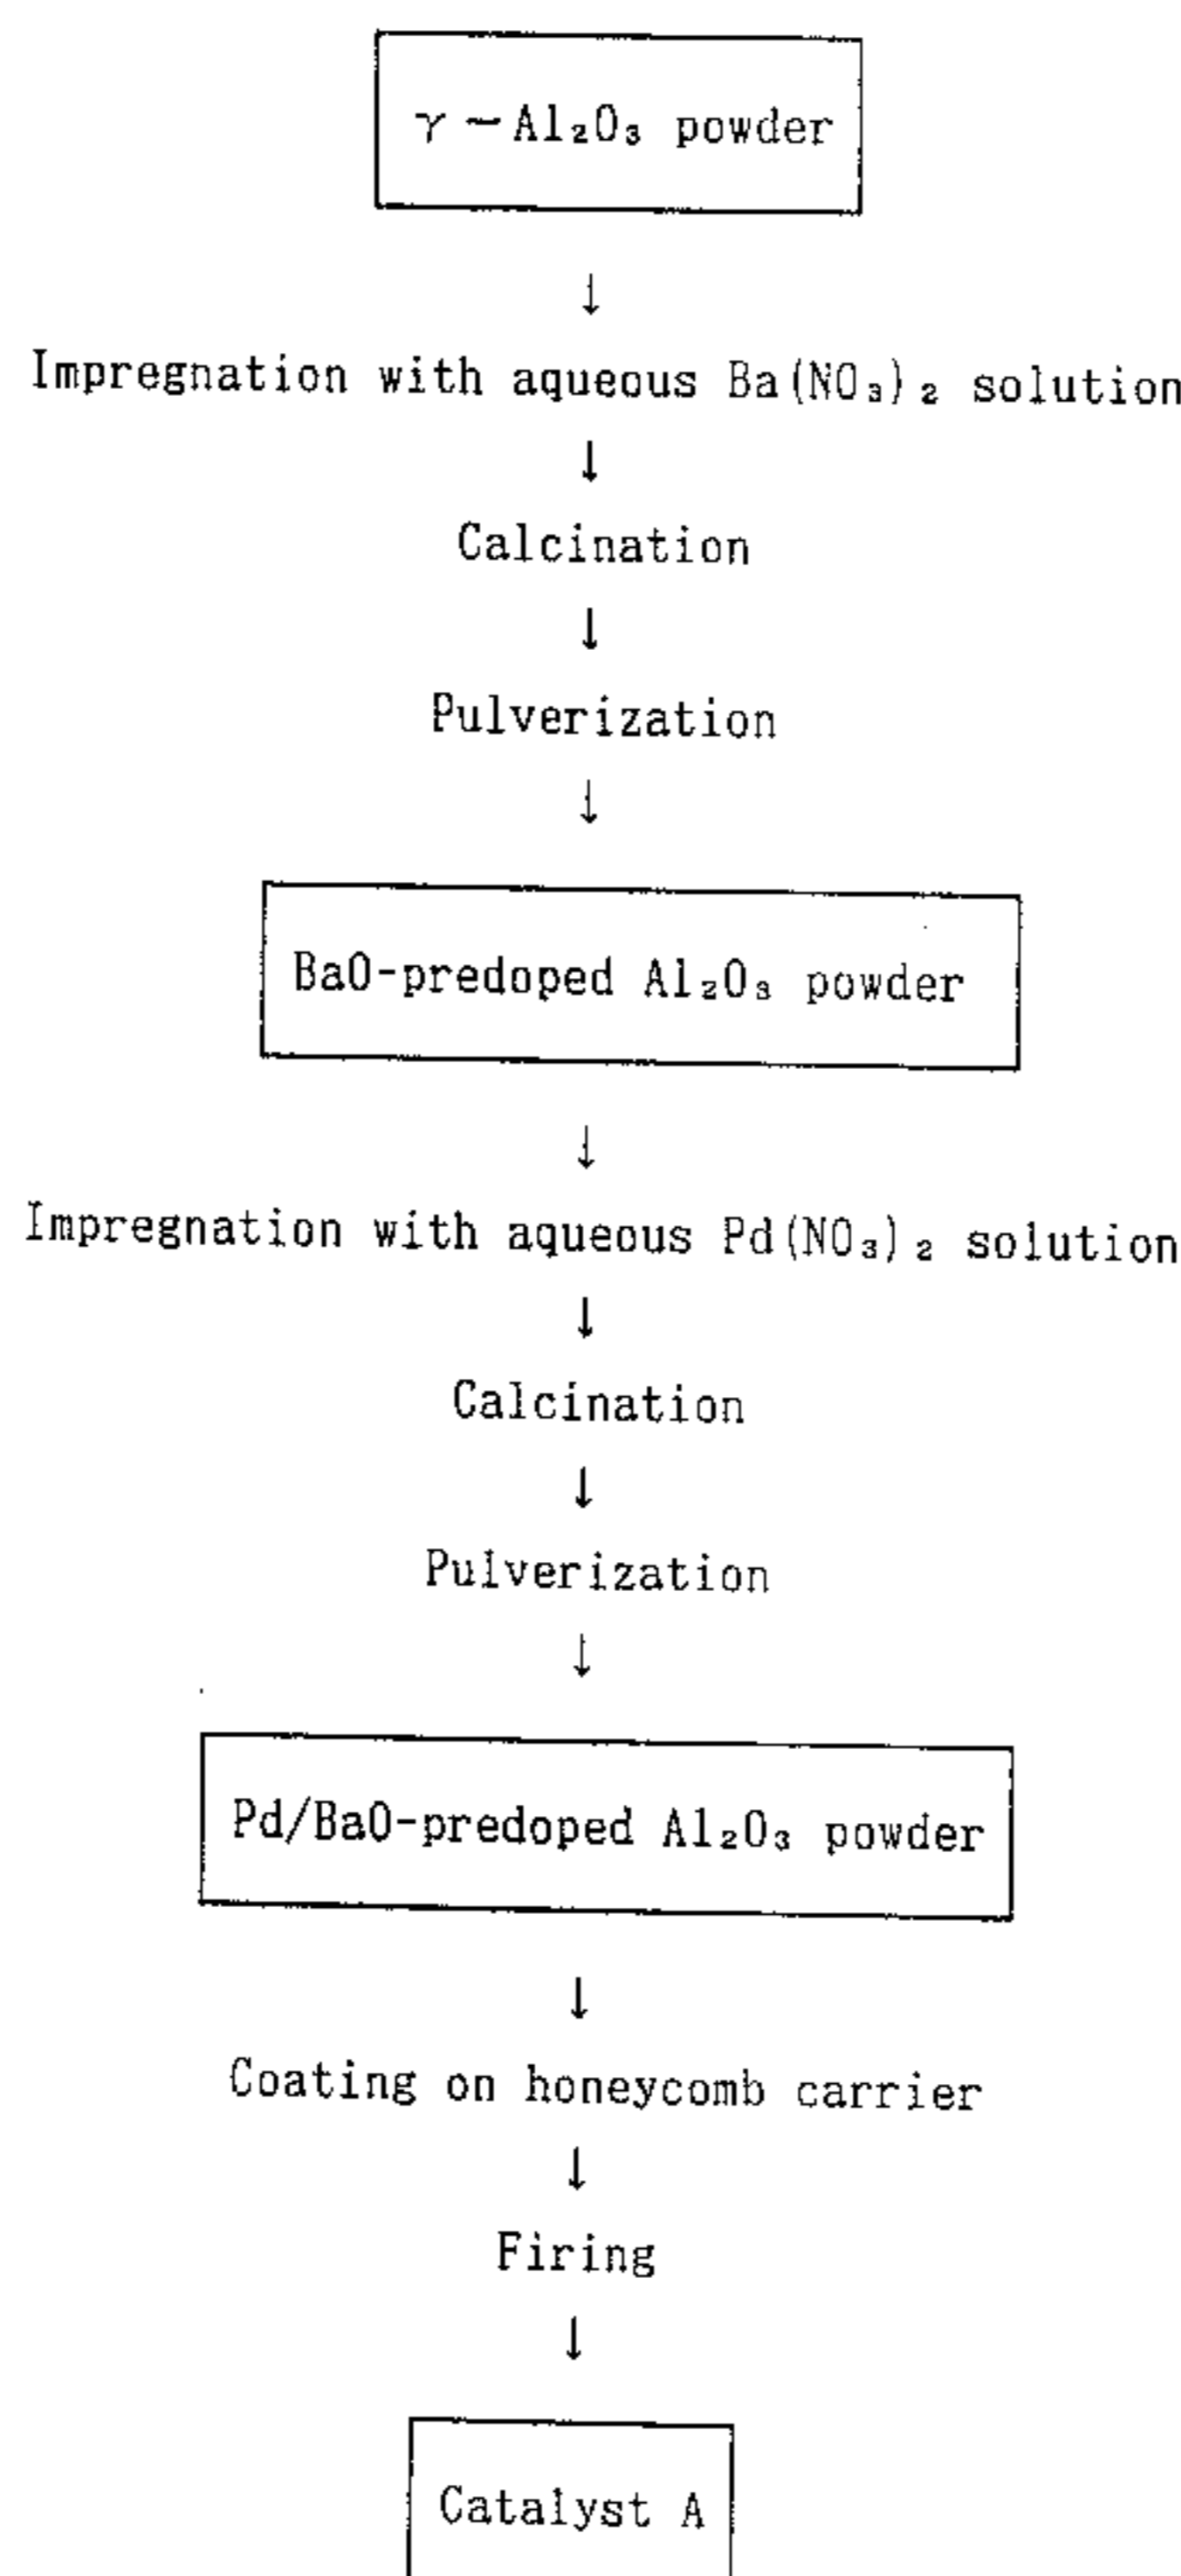 γ-Al₂O₃ powder
↓
Impregnation with aqueous Ba(NO₃)₂ solution
↓
Calcination
↓
Pulverization
↓
BaO-predoped Al₂O₃ powder
↓
Impregnation with aqueous Pd(NO₃)₂ solution
↓
Calcination
↓
Pulverization
↓
Pd/BaO-predoped Al₂O₃ powder
↓
Coating on honeycomb carrier
↓
Firing
↓
Catalyst A